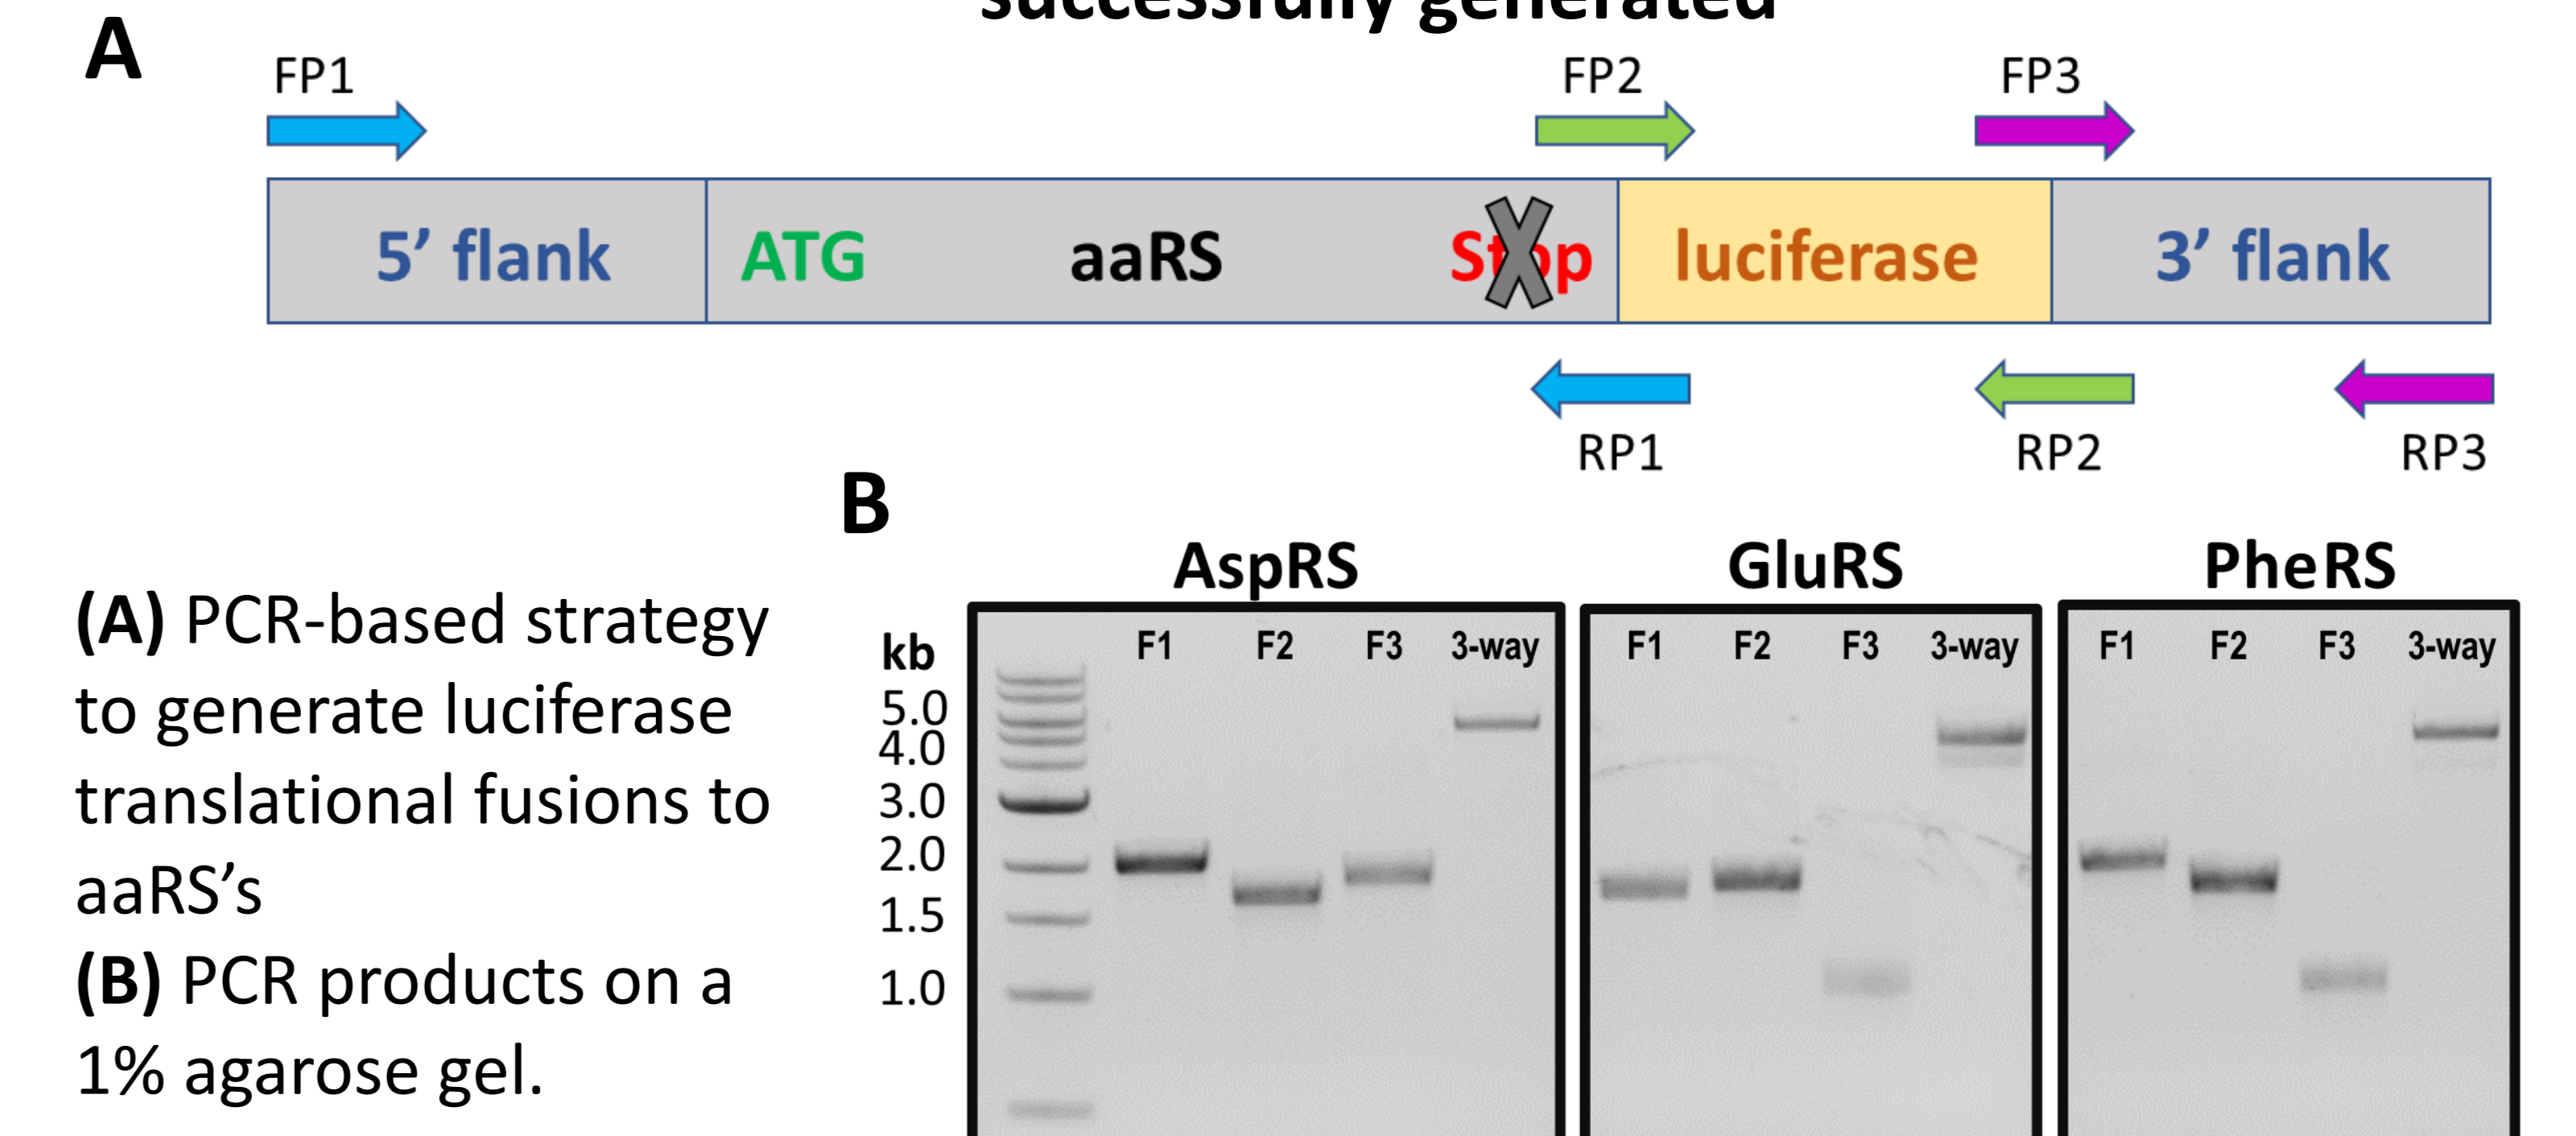 successfully generated
A
FP1
FP2
FP3
5’ flank
ATG
aaRS
Stop
luciferase
3’ flank
RP1
RP2
RP3
B
(A) PCR-based strategy
to generate luciferase
translational fusions to
aaRS’s
(B) PCR products on a
1% agarose gel.
AspRS
GluRS
PheRS
kb
5.0
4.0
3.0
2.0
1.5
1.0
F1 F2 F3 3-way
F1 F2 F3 3-way
F1 F2 F3 3-way